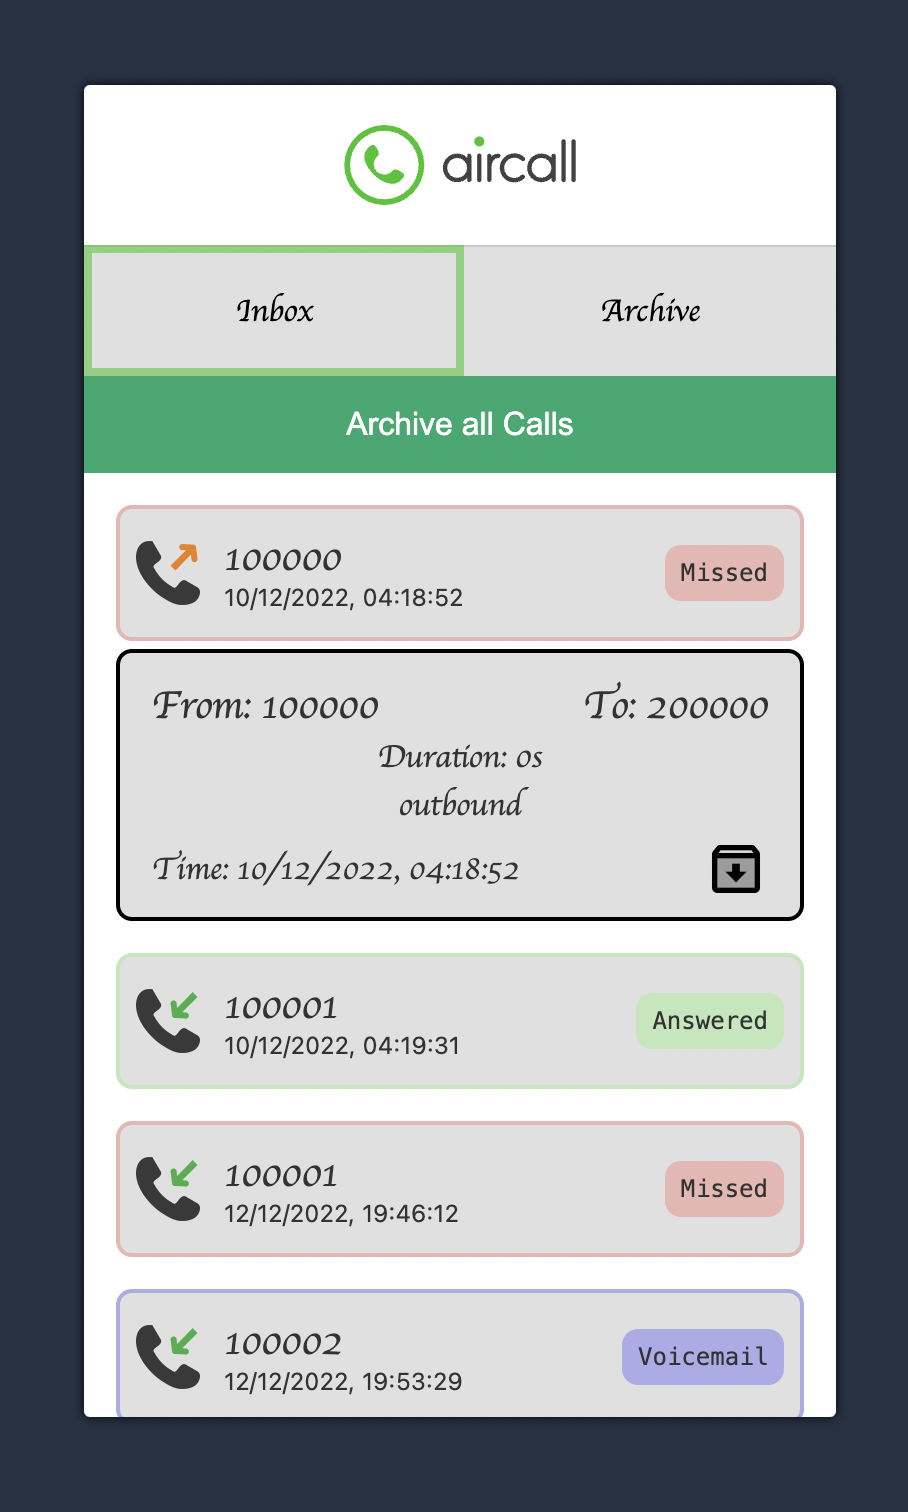 aircall
Inbox
Archive
Archive all Calls
100000
10/12/2022, 04:18:52
Missed
From: 100000
To: 200000
Duration: 0s
outbound
Time: 10/12/2022, 04:18:52
100001
10/12/2022, 04:19:31
Answered
100001
12/12/2022, 19:46:12
Missed
100002
12/12/2022, 19:53:29
Voicemail